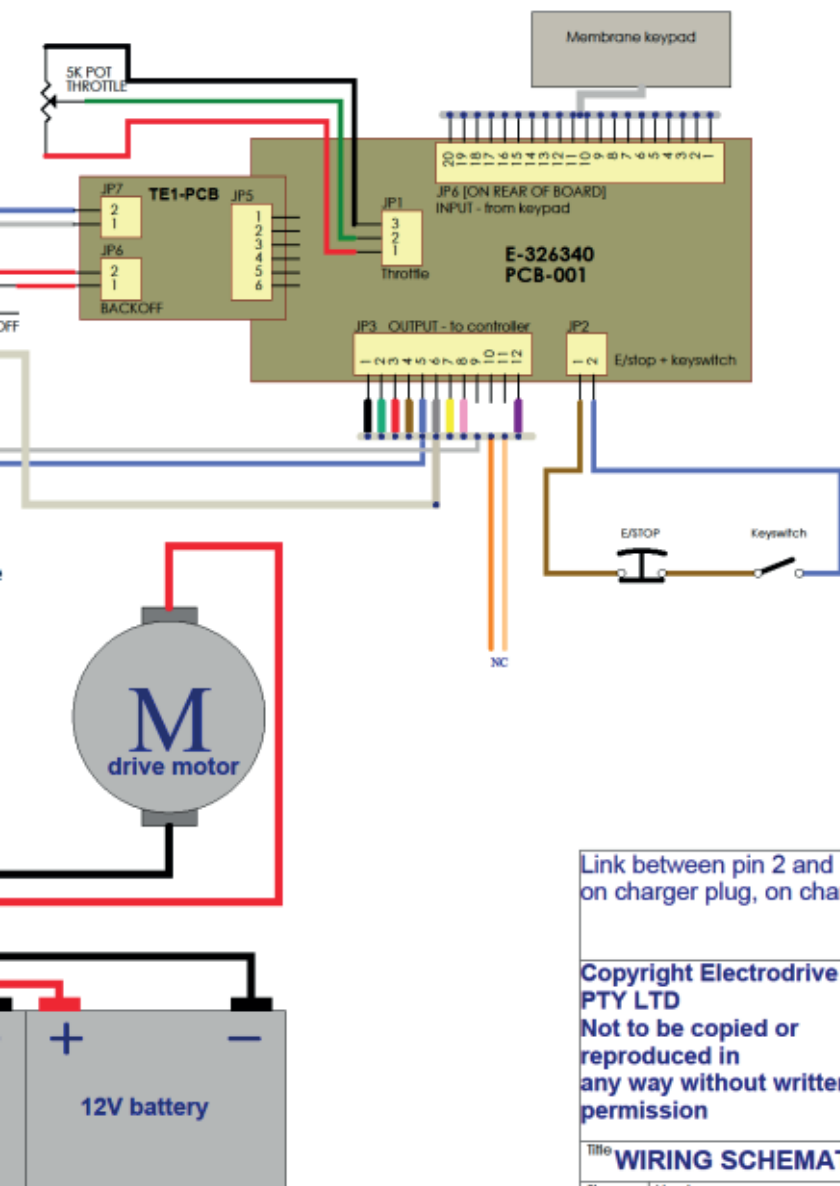 Membrane keypad
5K POT
THROTTLE
20 19 18 17 16 15 14 13 12 11 10 9 8 7 6 5 4 3 2 1
JP6 [ON REAR OF BOARD]
INPUT - from keypad
JP7
TE1-PCB
JP5
2
1
1
2
3
4
5
6
JP6
2
1
BACKOFF
JP1
3
2
1
Throttle
E-326340
PCB-001
OFF
JP3 OUTPUT - to controller
1 2 3 4 5 6 7 8 9 10 11 12
JP2
1 2
E/stop + keyswitch
E/STOP
Keyswitch
NC
M
drive motor
+
−
12V battery
Link between pin 2 and
on charger plug, on cha
Copyright Electrodrive
PTY LTD
Not to be copied or
reproduced in
any way without written
permission
Title WIRING SCHEMAT